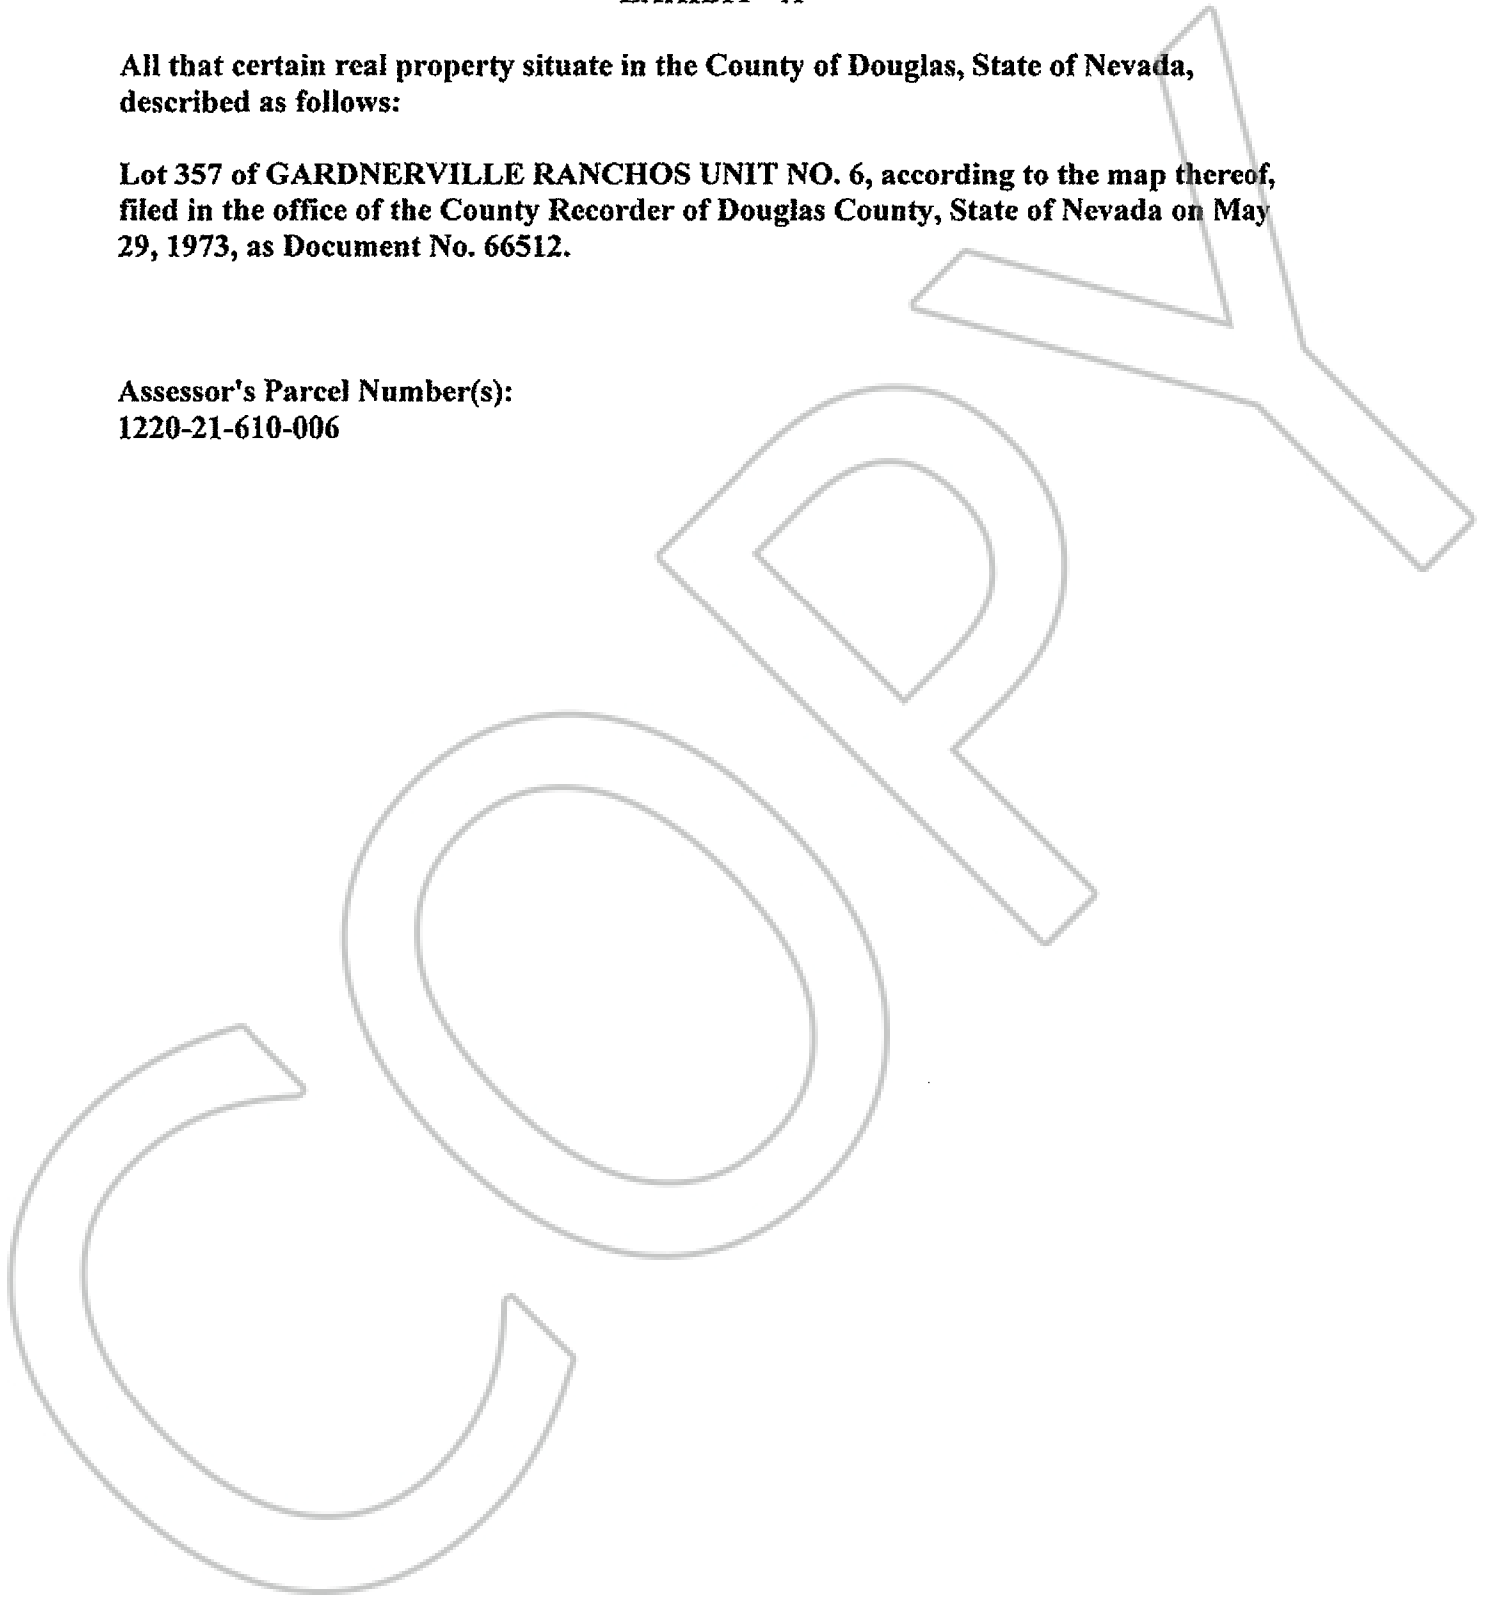 All that certain real property situate in the County of Douglas, State of Nevada,
described as follows:
Lot 357 of GARDNERVILLE RANCHOS UNIT NO. 6, according to the map thereof,
filed in the office of the County Recorder of Douglas County, State of Nevada on May
29, 1973, as Document No. 66512.
Assessor's Parcel Number(s):
1220-21-610-006
COPY